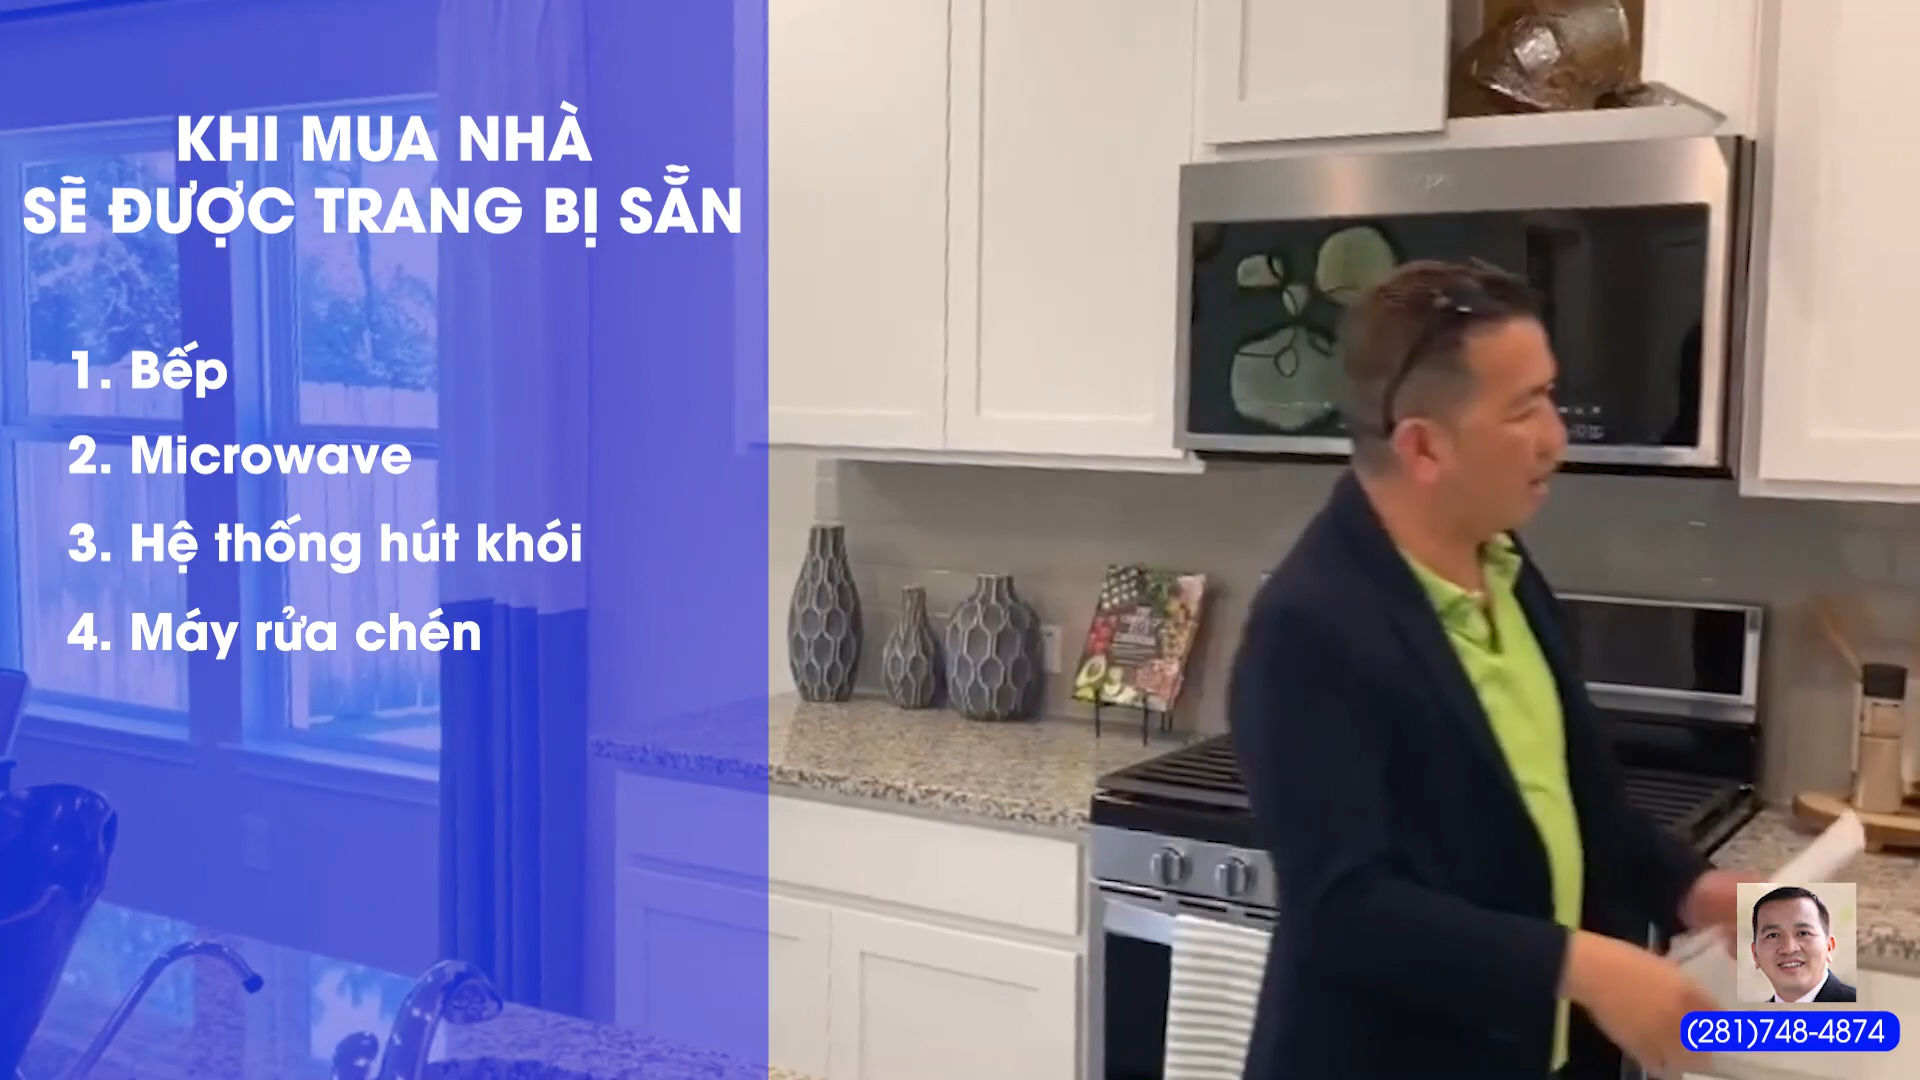 KHI MUA NHÀ
SẼ ĐƯỢC TRANG BỊ SẴN
1. Bếp
2. Microwave
3. Hệ thống hút khói
4. Máy rửa chén
(281)748-4874